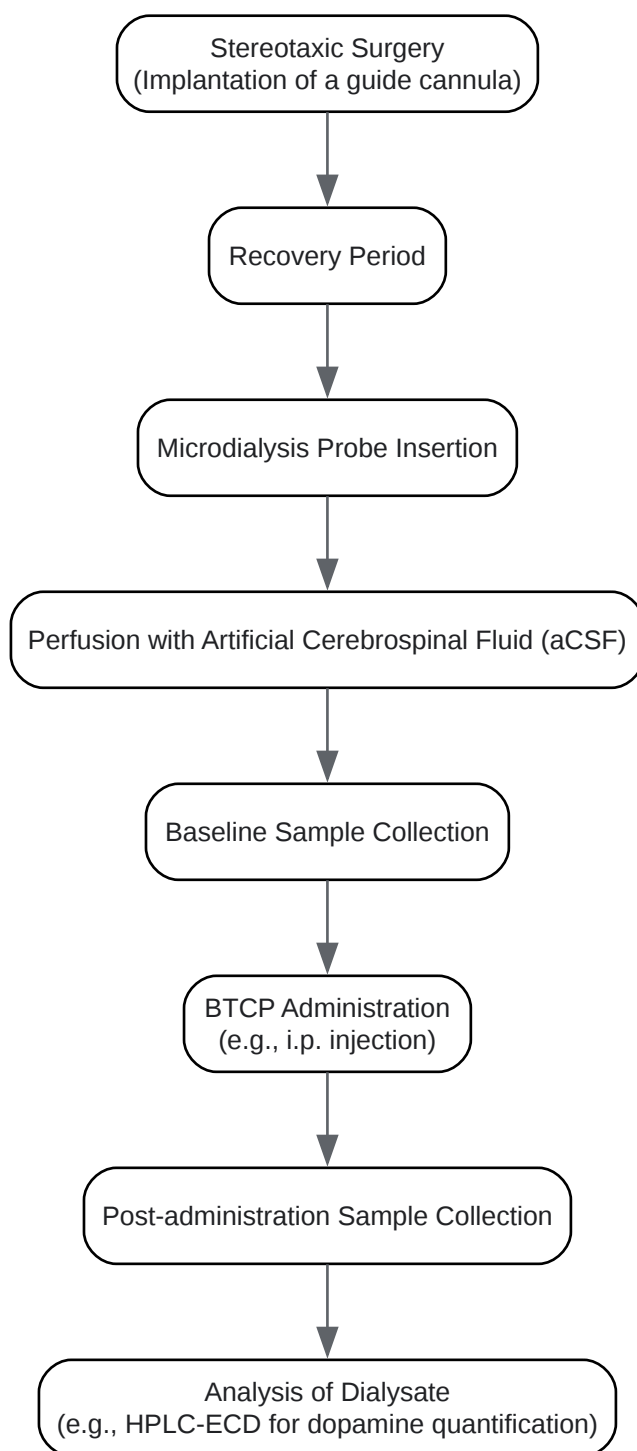 Stereotaxic Surgery
(Implantation of a guide cannula)
Recovery Period
Microdialysis Probe Insertion
Perfusion with Artificial Cerebrospinal Fluid (aCSF)
Baseline Sample Collection
BTCP Administration
(e.g., i.p. injection)
Post-administration Sample Collection
Analysis of Dialysate
(e.g., HPLC-ECD for dopamine quantification)